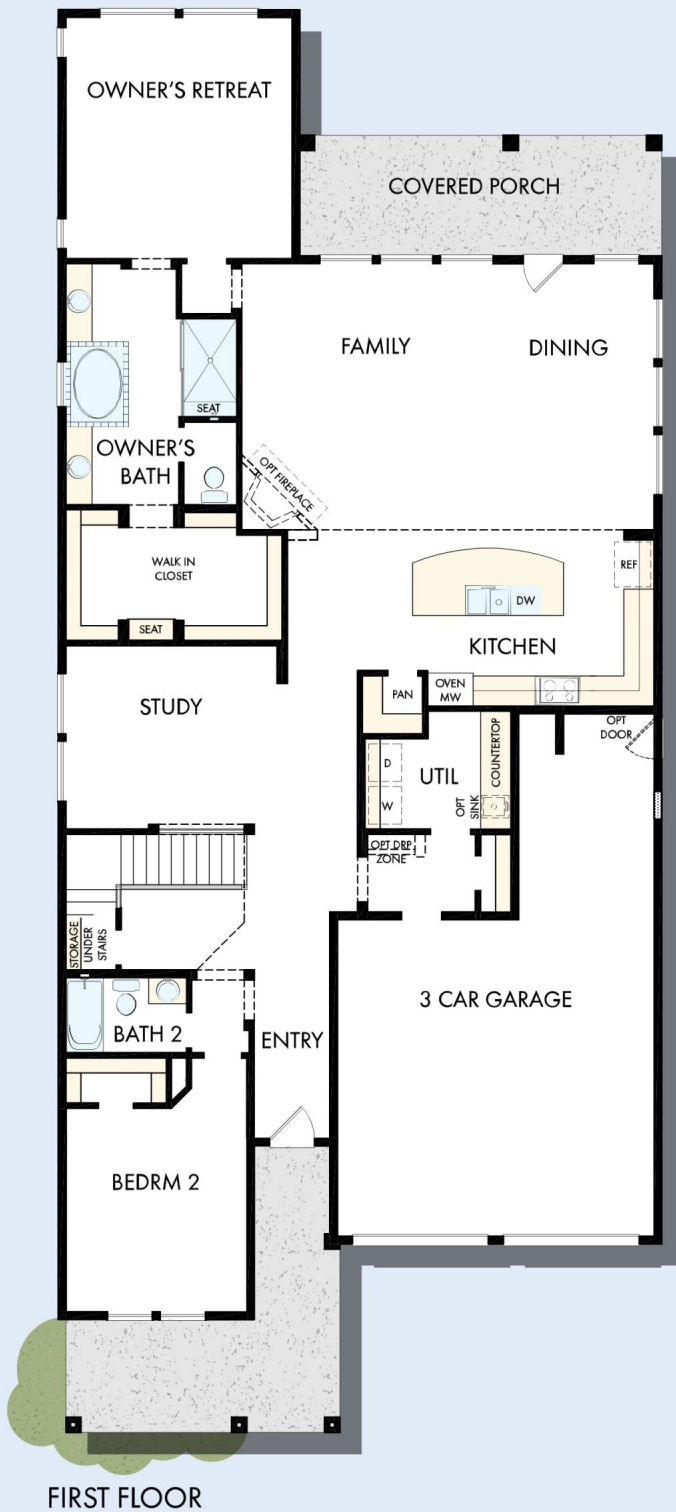 OWNER'S RETREAT
COVERED PORCH
FAMILY
DINING
SEAT
OWNER'S
BATH
OPT FIREPLACE
WALK IN
CLOSET
SEAT
REF
DW
KITCHEN
OVEN
MW
PAN
STUDY
OPT
DOOR
D
W
UTIL
OPT
SINK
COUNTERTOP
OPT DRP
ZONE
STORAGE
UNDER
STAIRS
3 CAR GARAGE
BATH 2
ENTRY
BEDRM 2
FIRST FLOOR